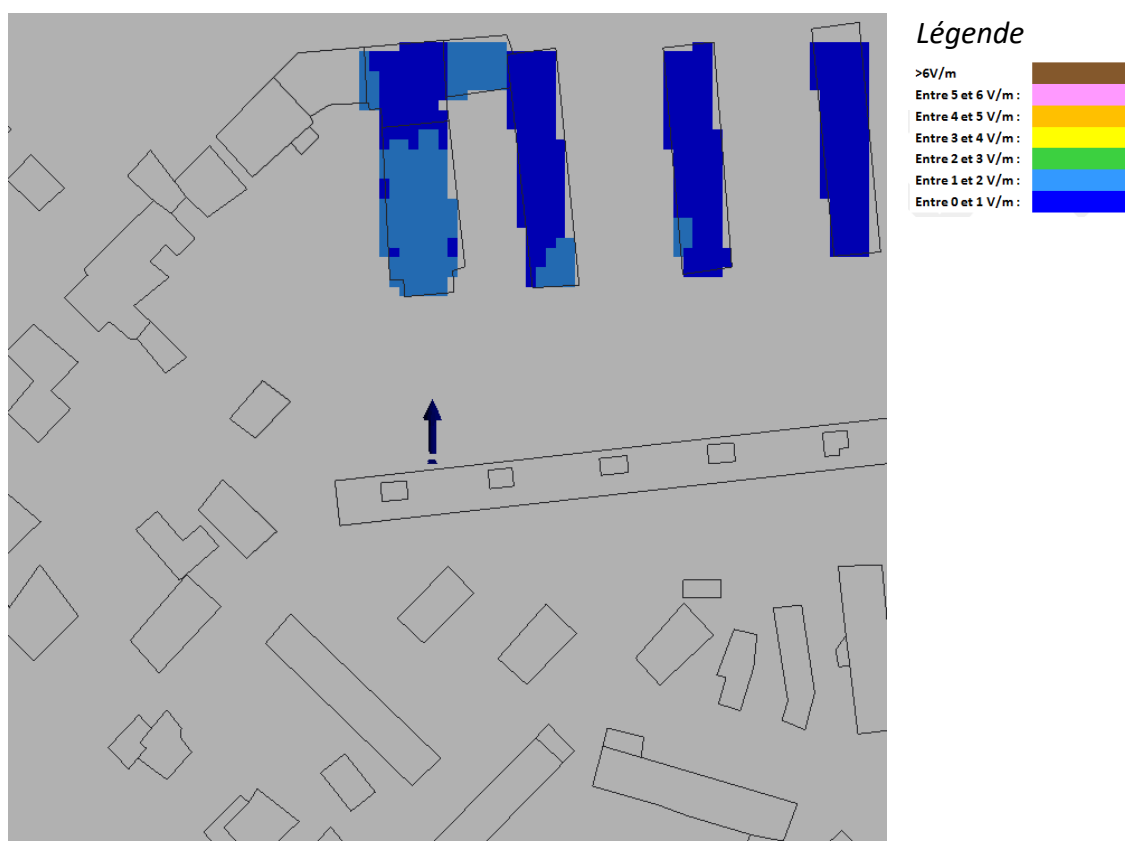 Légende
>6V/m
Entre 5 et 6 V/m :
Entre 4 et 5 V/m :
Entre 3 et 4 V/m :
Entre 2 et 3 V/m :
Entre 1 et 2 V/m :
Entre 0 et 1 V/m :